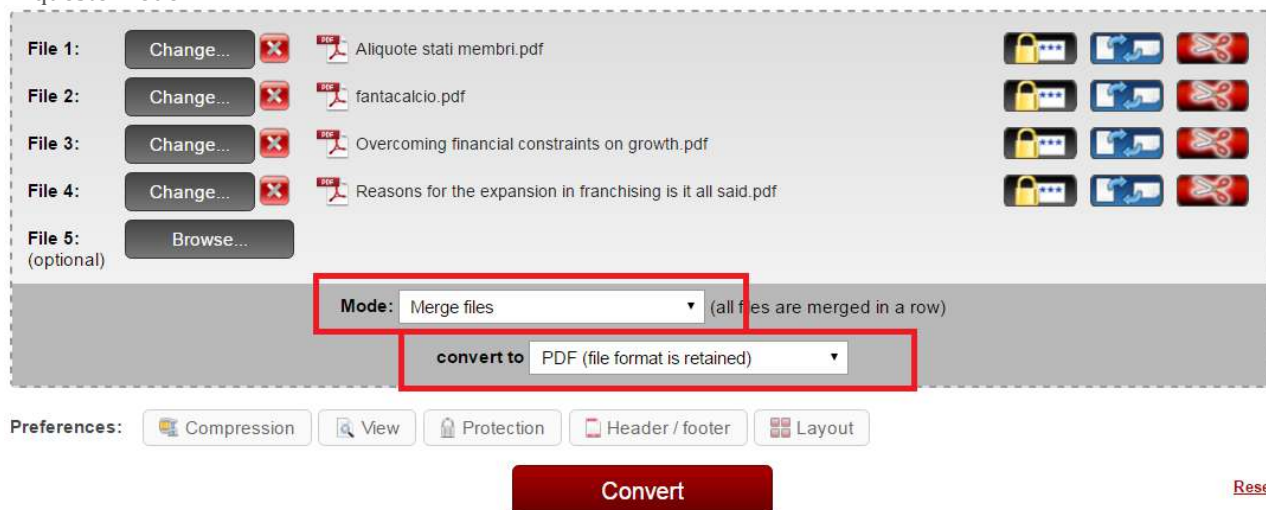 File 1: Change... Aliquote stati membri.pdf ***
File 2: Change... fantacalcio.pdf ***
File 3: Change... Overcoming financial constraints on growth.pdf ***
File 4: Change... Reasons for the expansion in franchising is it all said.pdf ***
File 5: Browse...
(optional)
Mode: Merge files (all files are merged in a row)
convert to PDF (file format is retained)
Preferences: Compression View Protection Header / footer Layout
Convert